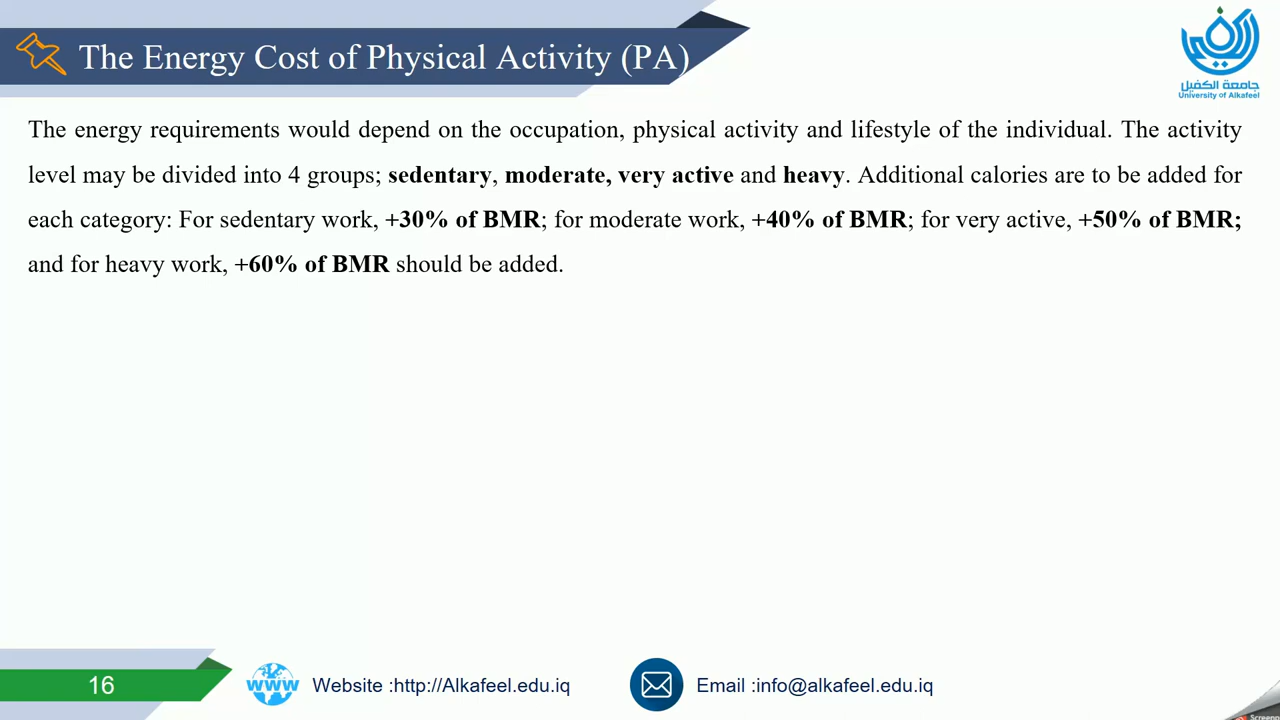 The Energy Cost of Physical Activity (PA)
جامعة الكفيل
University of Alkafeel
The energy requirements would depend on the occupation, physical activity and lifestyle of the individual. The activity
level may be divided into 4 groups; sedentary, moderate, very active and heavy. Additional calories are to be added for
each category: For sedentary work, +30% of BMR; for moderate work, +40% of BMR; for very active, +50% of BMR;
and for heavy work, +60% of BMR should be added.
16
WWW
Website :http://Alkafeel.edu.iq
Email :info@alkafeel.edu.iq